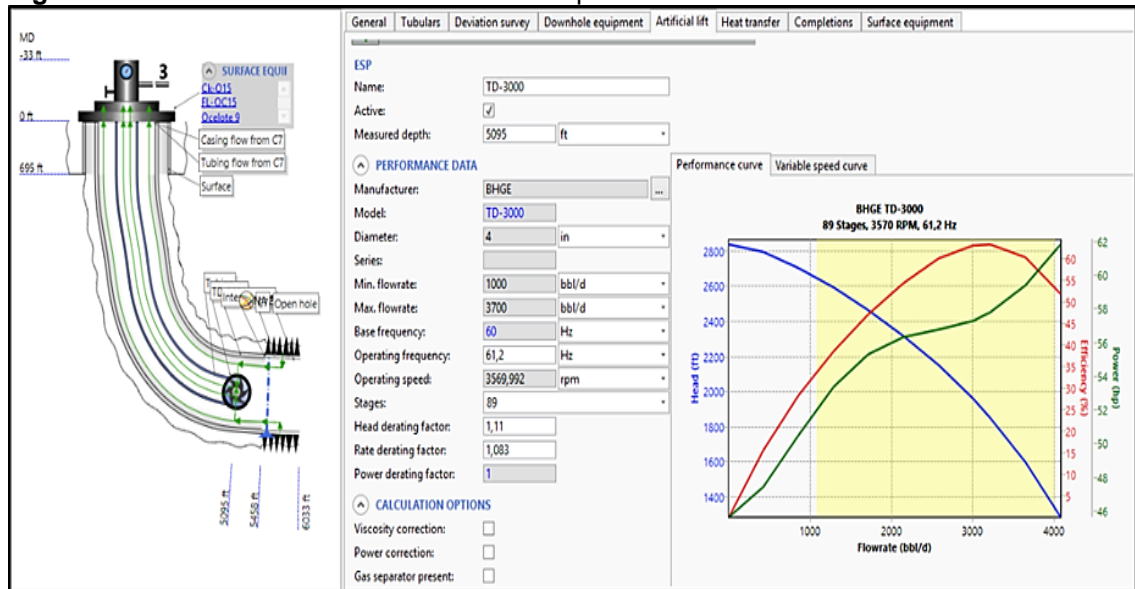 General Tubulars Deviation survey Downhole equipment Artificial lift Heat transfer Completions Surface equipment
MD
-33 ft
3
SURFACE EQUII
Ck-O15
FL-OC15
Ocelote 9
0 ft
Casing flow from C7
Tubing flow from C7
695 ft
Surface
Open hole
5095 ft
5458 ft
6033 ft
ESP
Name: TD-3000
Active:
Measured depth: 5095 ft
PERFORMANCE DATA
Manufacturer: BHGE ...
Model: TD-3000
Diameter: 4 in
Series:
Min. flowrate: 1000 bbl/d
Max. flowrate: 3700 bbl/d
Base frequency: 60 Hz
Operating frequency: 61,2 Hz
Operating speed: 3569,992 rpm
Stages: 89
Head derating factor: 1,11
Rate derating factor: 1,083
Power derating factor: 1
CALCULATION OPTIONS
Viscosity correction:
Power correction:
Gas separator present:
Performance curve Variable speed curve
BHGE TD-3000
89 Stages, 3570 RPM, 61,2 Hz
Head (ft)
2800
2600
2400
2200
2000
1800
1600
1400
1000 2000 3000 4000
Flowrate (bbl/d)
60
55
50
45
40
35
30
25
20
15
10
5
Efficiency (%)
62
60
58
56
54
52
50
48
46
Power (hp)